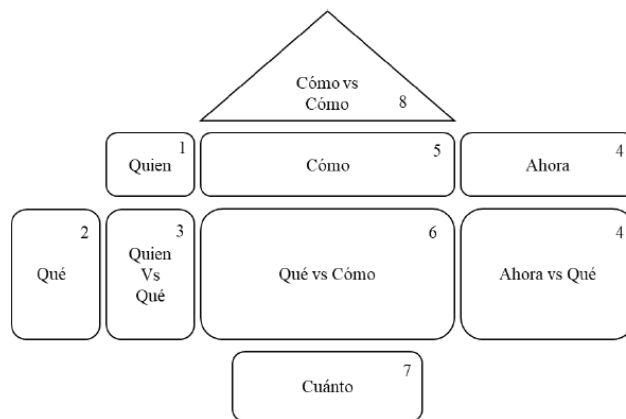 Cómo vs
Cómo
8
1
Quien
5
Cómo
4
Ahora
2
Qué
3
Quien
Vs
Qué
6
Qué vs Cómo
4
Ahora vs Qué
7
Cuánto